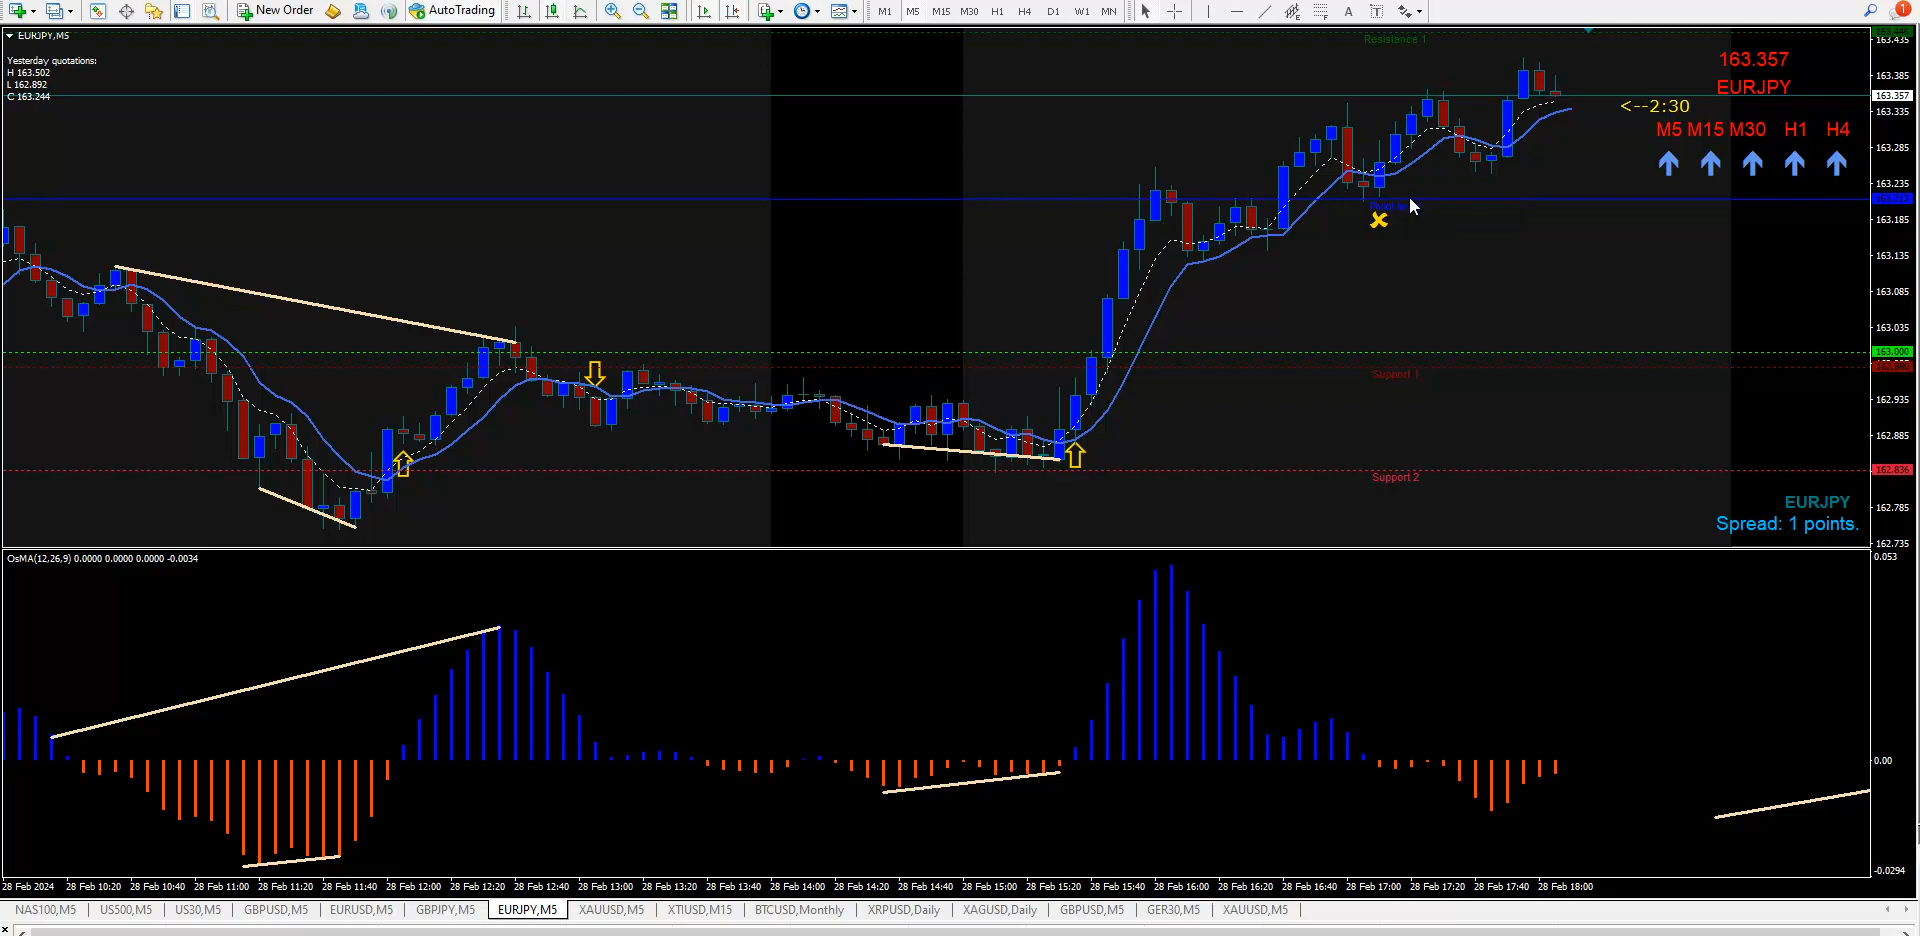 New Order AutoTrading M1 M5 M15 M30 H1 H4 D1 W1 MN A T 1
EURJPY,M5
Resistance 1
163.435
Yesterday quotations:
H 163.502
L 162.892
C 163.244
163.357
EURJPY
163.385
163.357
<--2:30
163.335
M5 M15 M30 H1 H4
163.285
163.235
163.185
163.135
163.085
163.035
163.000
Support 1
162.935
162.885
162.836
Support 2
EURJPY
162.785
Spread: 1 points.
162.735
OsMA(12,26,9) 0.0000 0.0000 0.0000 -0.0034
0.053
0.00
-0.0294
28 Feb 2024 28 Feb 10:20 28 Feb 10:40 28 Feb 11:00 28 Feb 11:20 28 Feb 11:40 28 Feb 12:00 28 Feb 12:20 28 Feb 12:40 28 Feb 13:00 28 Feb 13:20 28 Feb 13:40 28 Feb 14:00 28 Feb 14:20 28 Feb 14:40 28 Feb 15:00 28 Feb 15:20 28 Feb 15:40 28 Feb 16:00 28 Feb 16:20 28 Feb 16:40 28 Feb 17:00 28 Feb 17:20 28 Feb 17:40 28 Feb 18:00
NAS100,M5 US500,M5 US30,M5 GBPUSD,M5 EURUSD,M5 GBPJPY,M5 EURJPY,M5 XAUUSD,M5 XTIUSD,M15 BTCUSD,Monthly XRPUSD,Daily XAGUSD,Daily GBPUSD,M5 GER30,M5 XAUUSD,M5